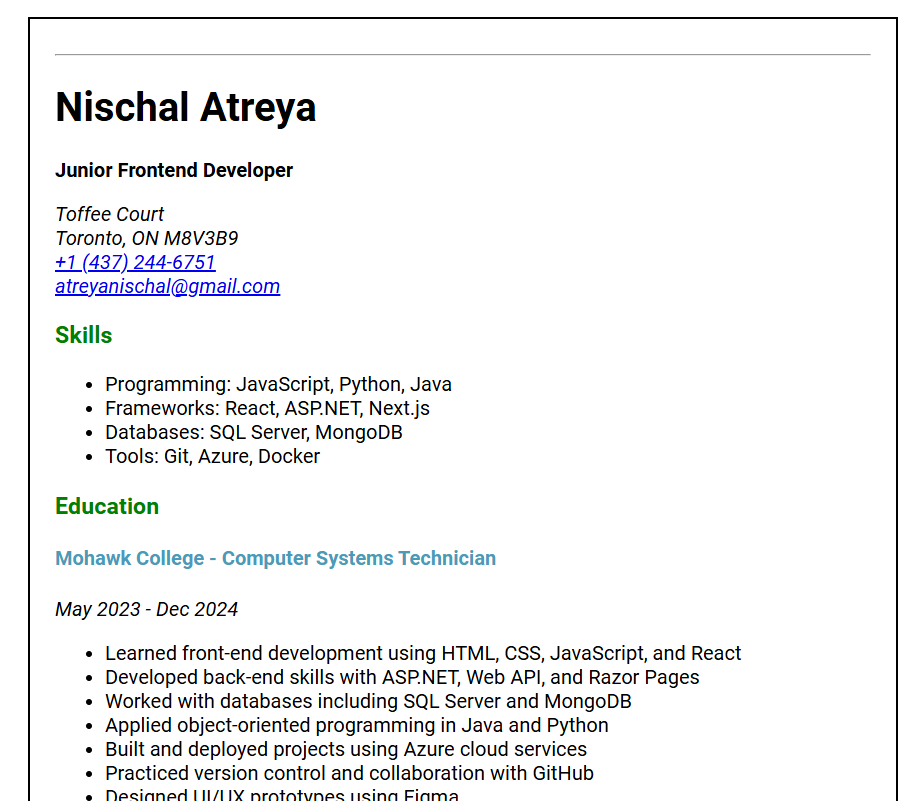 Nischal Atreya
Junior Frontend Developer
Toffee Court
Toronto, ON M8V3B9
+1 (437) 244-6751
atreyanischal@gmail.com
Skills
• Programming: JavaScript, Python, Java
• Frameworks: React, ASP.NET, Next.js
• Databases: SQL Server, MongoDB
• Tools: Git, Azure, Docker
Education
Mohawk College - Computer Systems Technician
May 2023 - Dec 2024
• Learned front-end development using HTML, CSS, JavaScript, and React
• Developed back-end skills with ASP.NET, Web API, and Razor Pages
• Worked with databases including SQL Server and MongoDB
• Applied object-oriented programming in Java and Python
• Built and deployed projects using Azure cloud services
• Practiced version control and collaboration with GitHub
• Designed UI/UX prototypes using Figma